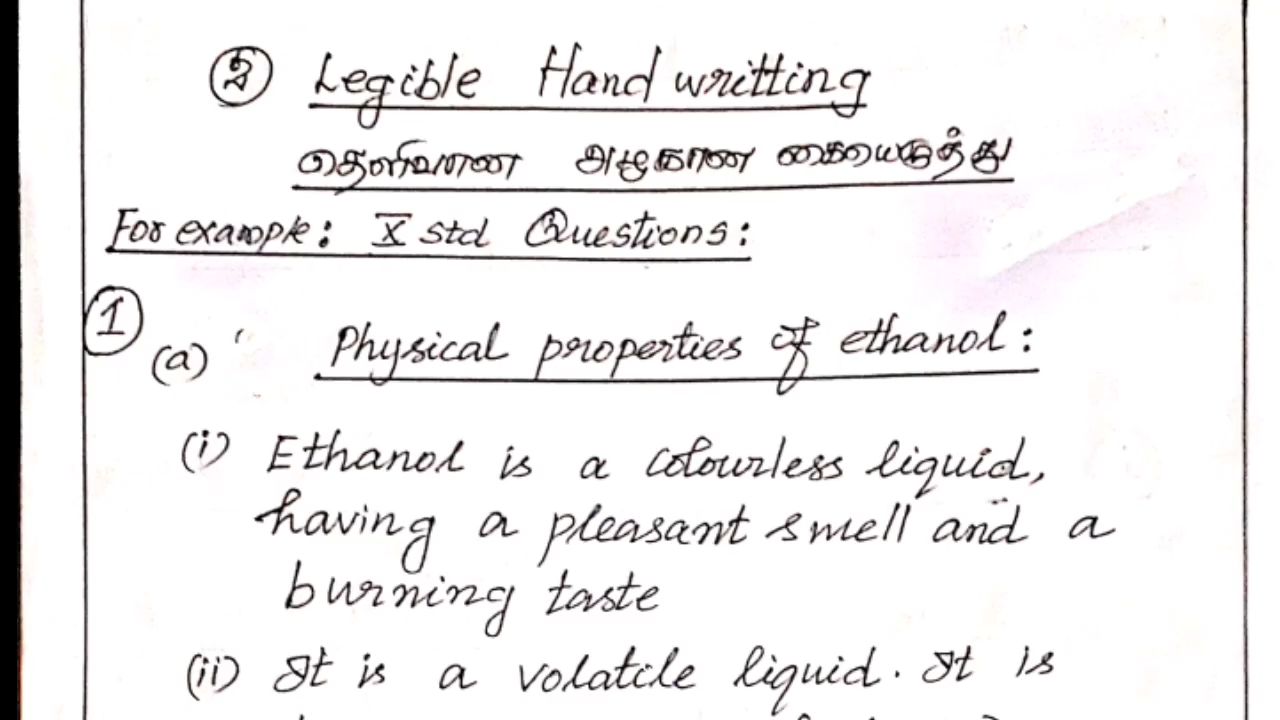 ② Legible Hand writting
தெளிவான அழகான கையெழுத்து
For example: X std Questions:
① (a) Physical properties of ethanol:
(i) Ethanol is a colourless liquid,
having a pleasant smell and a
burning taste
(ii) It is a volatile liquid. It is